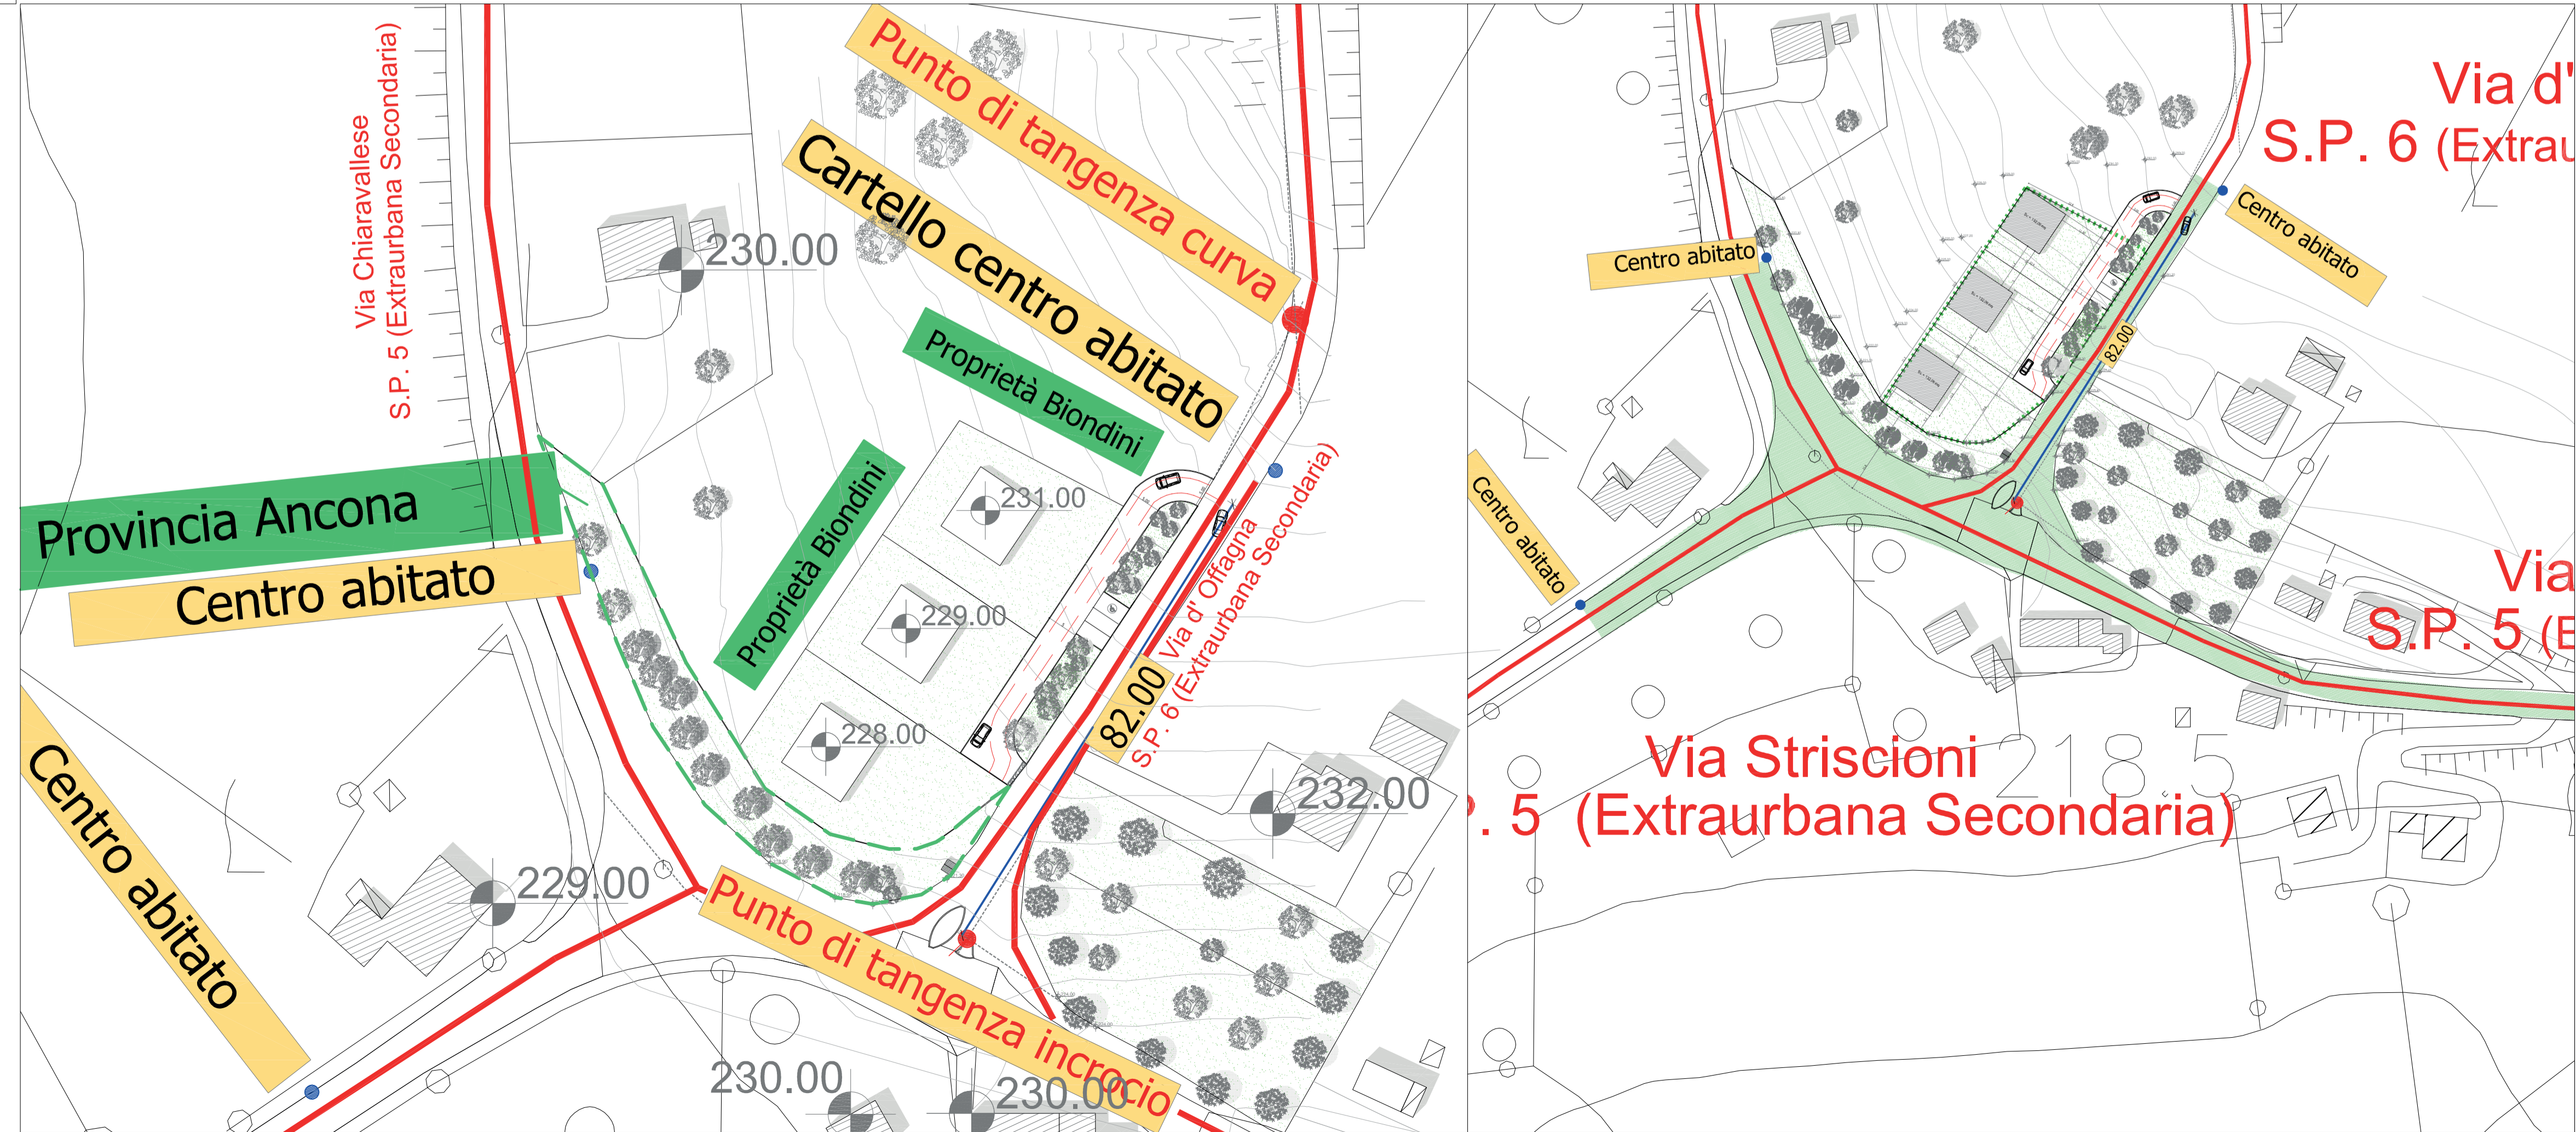 Via Chiaravallese
S.P. 5 (Extraurbana Secondaria)
Punto di tangenza curva
Cartello centro abitato
Proprietà Biondini
Proprietà Biondini
230.00
231.00
229.00
228.00
Provincia Ancona
Centro abitato
Centro abitato
82.00
Via d' Offagna
S.P. 6 (Extraurbana Secondaria)
232.00
229.00
Punto di tangenza incrocio
230.00
230.00
Via d'
S.P. 6 (Extrau
Centro abitato
Centro abitato
Centro abitato
82.00
Via
S.P. 5 (E
Via Striscioni
218.5
P. 5 (Extraurbana Secondaria)